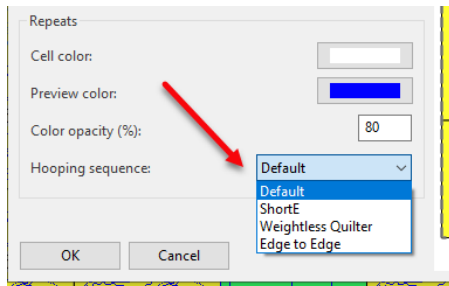 Repeats
Cell color:
Preview color:
Color opacity (%): 80
Hooping sequence: Default
Default
ShortE
Weightless Quilter
Edge to Edge
OK Cancel